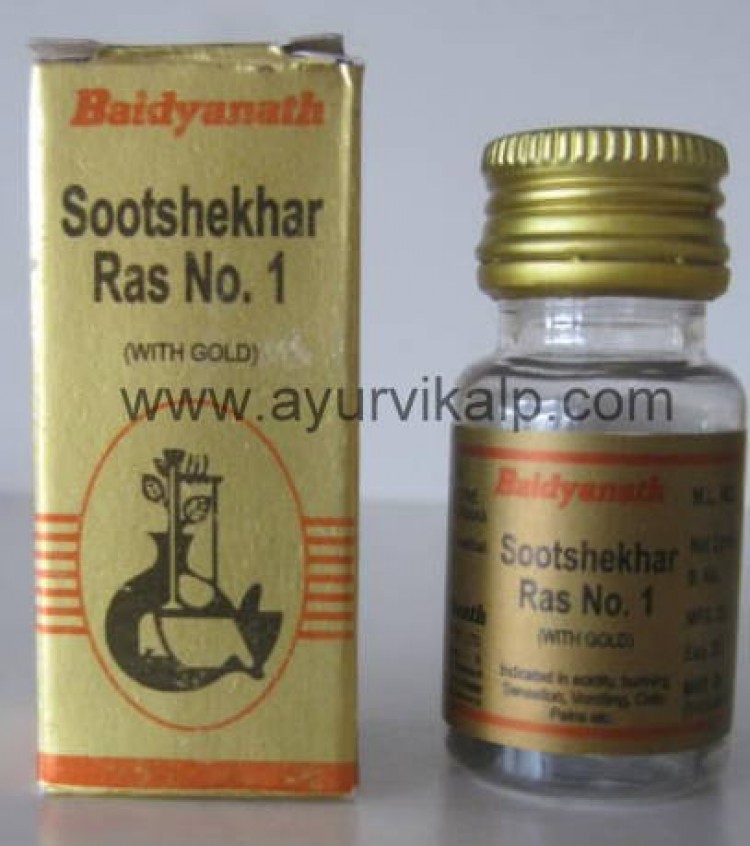 Baidyanath
Sootshekhar
Ras No. 1
(WITH GOLD)
www.ayurvikalp.com
Baidyanath
Sootshekhar
Ras No. 1
(WITH GOLD)
Indicated in acidity, burning
Sensation, Vomiting, Colic
Pains etc.
M.L. NO.